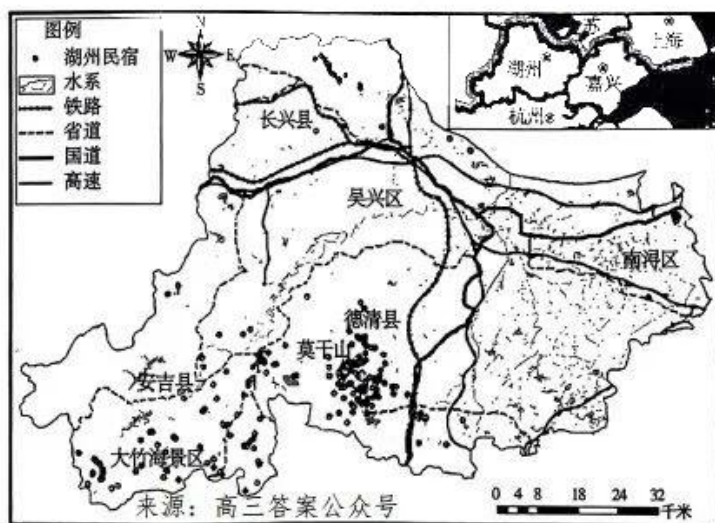 图例
湖州民宿
水系
铁路
省道
国道
高速
N
W
E
S
苏
上海
湖州
嘉兴
杭州
长兴县
吴兴区
南浔区
德清县
莫干山
安吉县
大竹海景区
来源：高三答案公众号
0 4 8 18 24 32
千米